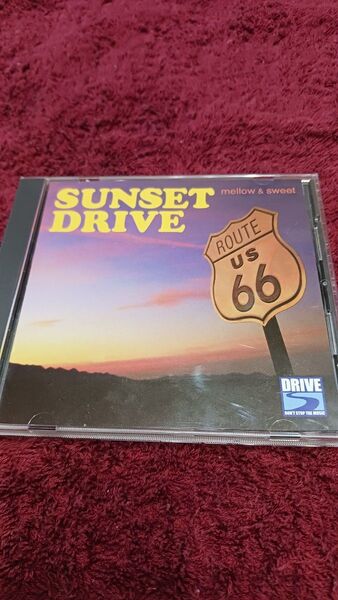 SUNSET
DRIVE
mellow & sweet
ROUTE
US
66
DRIVE
DON'T STOP THE MUSIC